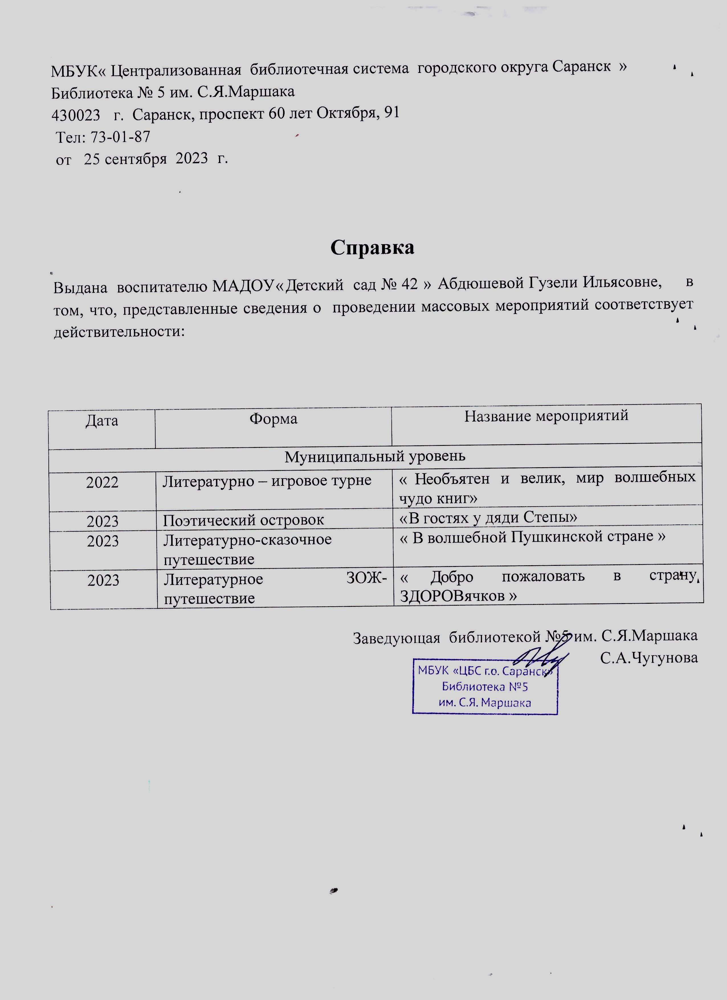 МБУК« Централизованная библиотечная система городского округа Саранск »
Библиотека № 5 им. С.Я.Маршака
430023 г. Саранск, проспект 60 лет Октября, 91
Тел: 73-01-87
от 25 сентября 2023 г.
Справка
Выдана воспитателю МАДОУ«Детский сад № 42 » Абдюшевой Гузели Ильясовне, в
том, что, представленные сведения о проведении массовых мероприятий соответствует
действительности:
Дата Форма Название мероприятий
Муниципальный уровень
2022 Литературно – игровое турне « Необъятен и велик, мир волшебных
чудо книг»
2023 Поэтический островок «В гостях у дяди Степы»
2023 Литературно-сказочное « В волшебной Пушкинской стране »
путешествие
2023 Литературное ЗОЖ- « Добро пожаловать в страну
путешествие ЗДОРОВячков »
Заведующая библиотекой №5 им. С.Я.Маршака
С.А.Чугунова
МБУК «ЦБС г.о. Саранск»
Библиотека №5
им. С.Я. Маршака